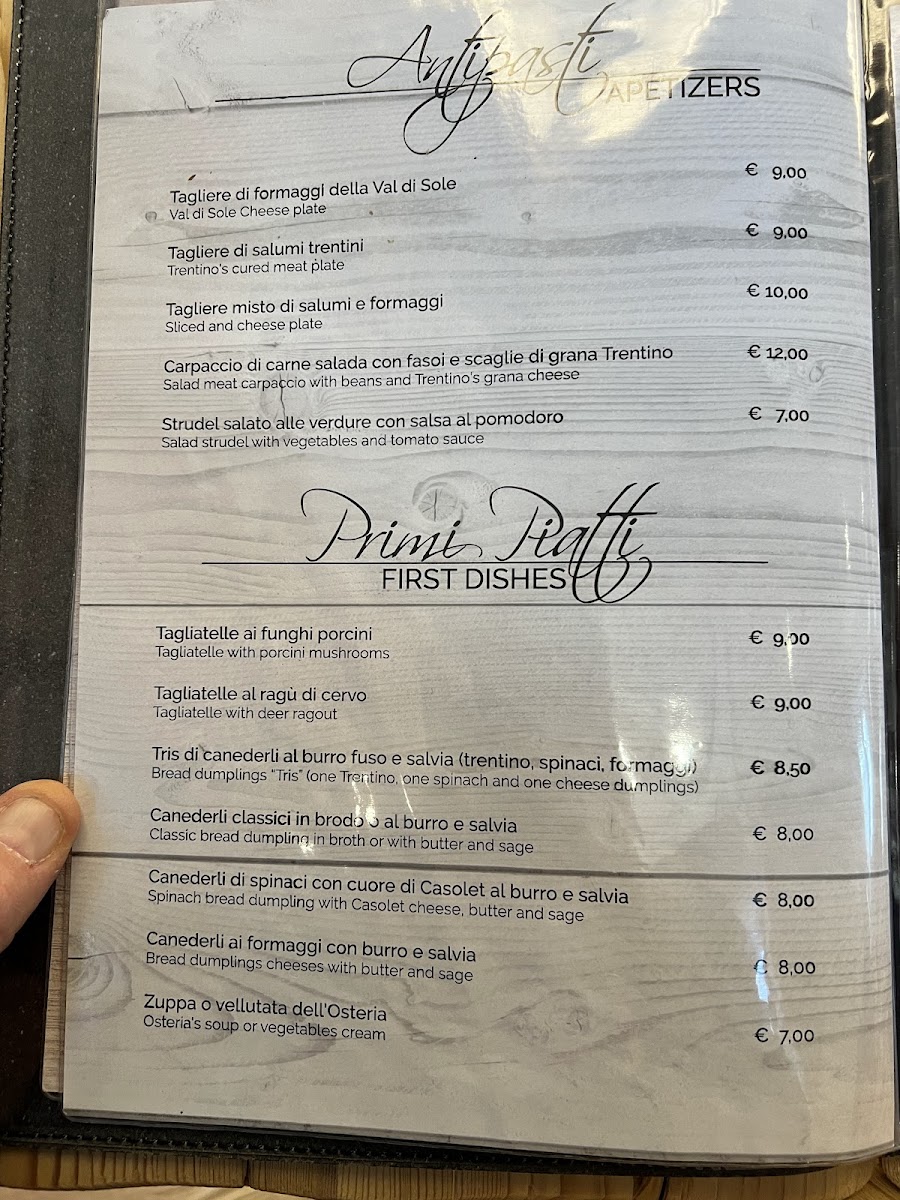 Antipasti
APETIZERS
Tagliere di formaggi della Val di Sole € 9,00
Val di Sole Cheese plate
Tagliere di salumi trentini € 9,00
Trentino's cured meat plate
Tagliere misto di salumi e formaggi € 10,00
Sliced and cheese plate
Carpaccio di carne salada con fasoi e scaglie di grana Trentino € 12,00
Salad meat carpaccio with beans and Trentino's grana cheese
Strudel salato alle verdure con salsa al pomodoro € 7,00
Salad strudel with vegetables and tomato sauce
Primi Piatti
FIRST DISHES
Tagliatelle ai funghi porcini € 9,00
Tagliatelle with porcini mushrooms
Tagliatelle al ragù di cervo € 9,00
Tagliatelle with deer ragout
Tris di canederli al burro fuso e salvia (trentino, spinaci, formaggi) € 8,50
Bread dumplings "Tris" (one Trentino, one spinach and one cheese dumplings)
Canederli classici in brodo o al burro e salvia € 8,00
Classic bread dumpling in broth or with butter and sage
Canederli di spinaci con cuore di Casolet al burro e salvia € 8,00
Spinach bread dumpling with Casolet cheese, butter and sage
Canederli ai formaggi con burro e salvia € 8,00
Bread dumplings cheeses with butter and sage
Zuppa o vellutata dell'Osteria € 7,00
Osteria's soup or vegetables cream